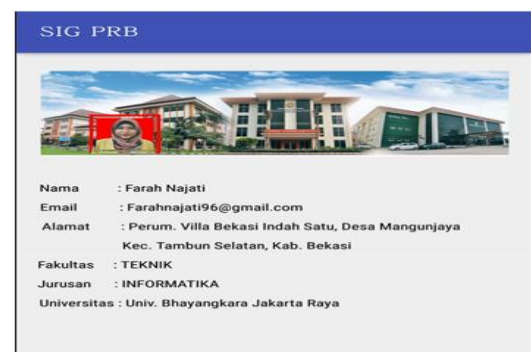 SIG PRB
Nama : Farah Najati
Email : Farahnajati96@gmail.com
Alamat : Perum. Villa Bekasi Indah Satu, Desa Mangunjaya
Kec. Tambun Selatan, Kab. Bekasi
Fakultas : TEKNIK
Jurusan : INFORMATIKA
Universitas : Univ. Bhayangkara Jakarta Raya